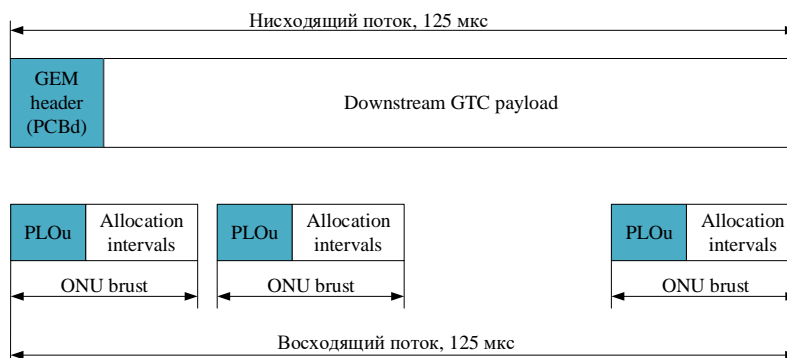 Нисходящий поток, 125 мкс
GEM
header
(PCBd)
Downstream GTC payload
PLOu
Allocation
intervals
PLOu
Allocation
intervals
PLOu
Allocation
intervals
ONU brust
ONU brust
ONU brust
Восходящий поток, 125 мкс